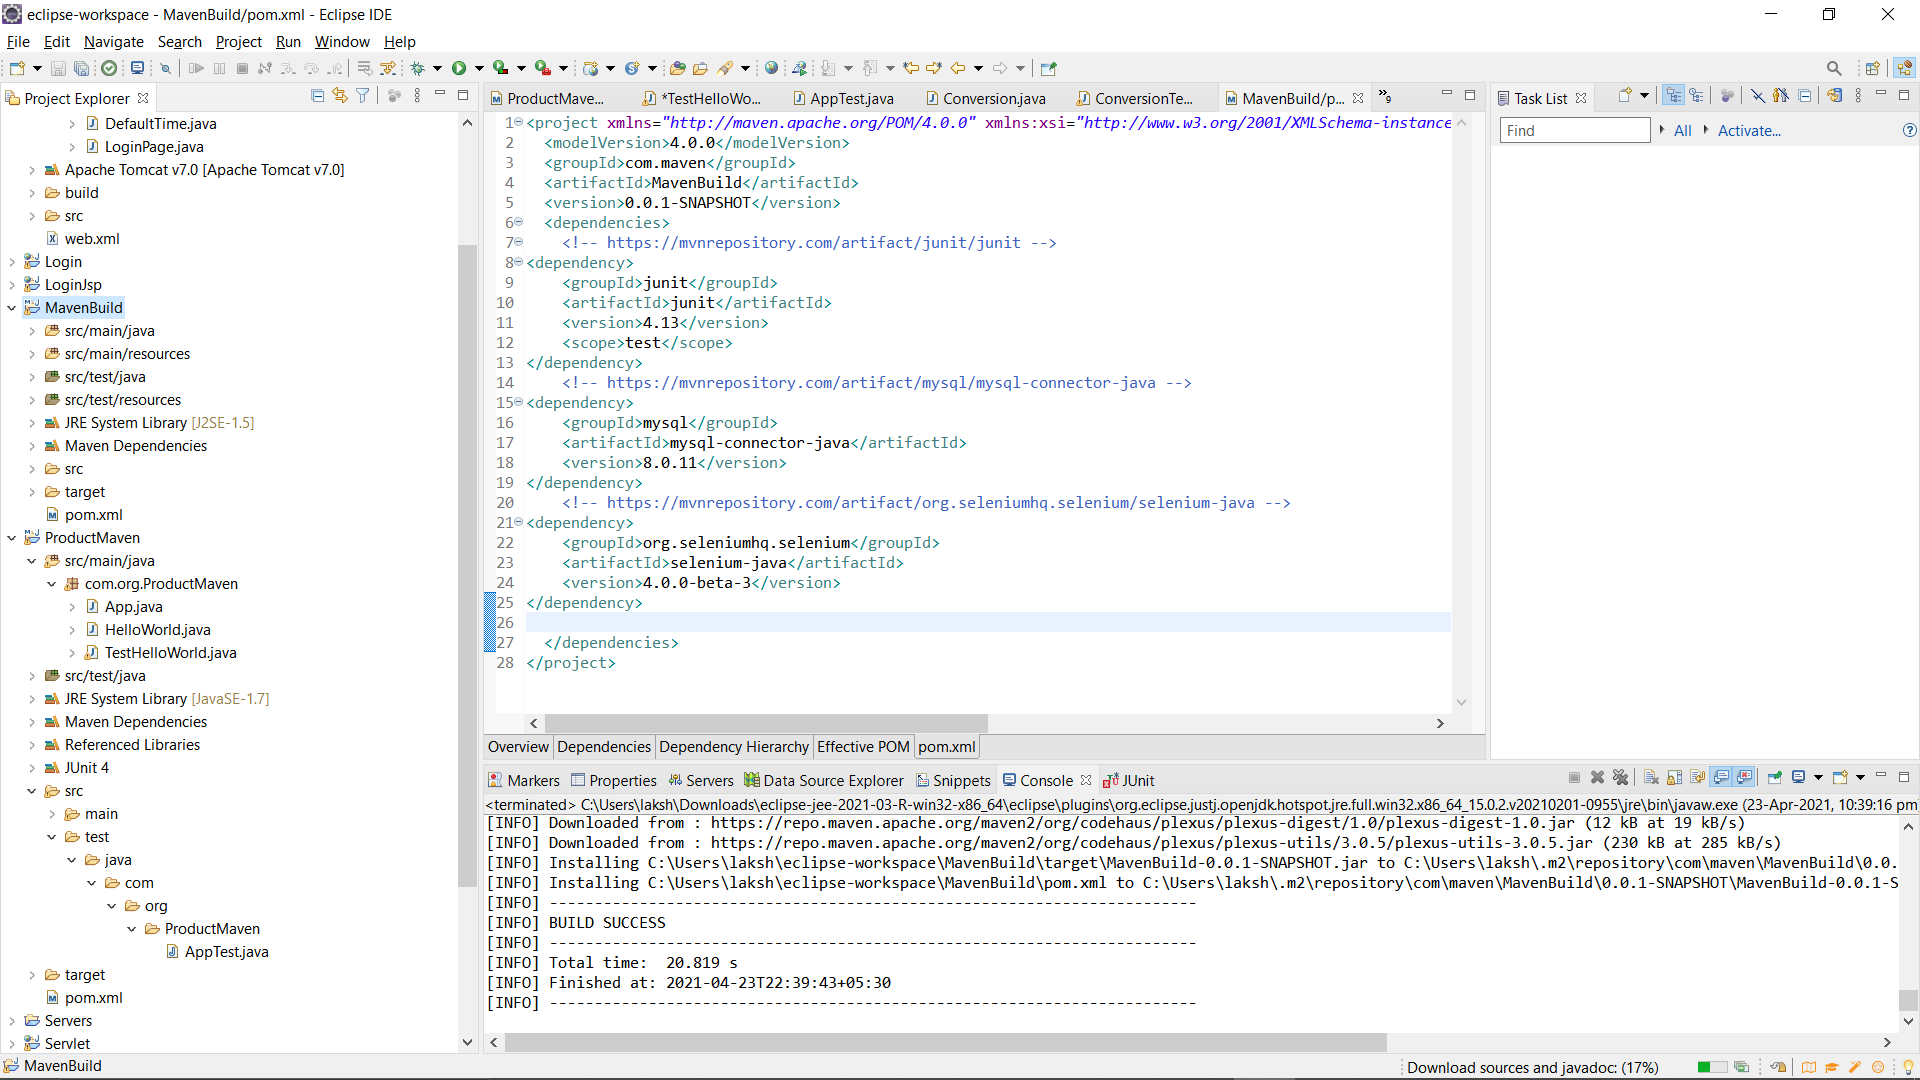 eclipse-workspace - MavenBuild/pom.xml - Eclipse IDE
File Edit Navigate Search Project Run Window Help
Project Explorer
DefaultTime.java
LoginPage.java
Apache Tomcat v7.0 [Apache Tomcat v7.0]
build
src
web.xml
Login
LoginJsp
MavenBuild
src/main/java
src/main/resources
src/test/java
src/test/resources
JRE System Library [J2SE-1.5]
Maven Dependencies
src
target
pom.xml
ProductMaven
src/main/java
com.org.ProductMaven
App.java
HelloWorld.java
TestHelloWorld.java
src/test/java
JRE System Library [JavaSE-1.7]
Maven Dependencies
Referenced Libraries
JUnit 4
src
main
test
java
com
org
ProductMaven
AppTest.java
target
pom.xml
Servers
Servlet
ProductMave... *TestHelloWo... AppTest.java Conversion.java ConversionTe... MavenBuild/p... »9
1 <project xmlns="http://maven.apache.org/POM/4.0.0" xmlns:xsi="http://www.w3.org/2001/XMLSchema-instance
2 <modelVersion>4.0.0</modelVersion>
3 <groupId>com.maven</groupId>
4 <artifactId>MavenBuild</artifactId>
5 <version>0.0.1-SNAPSHOT</version>
6 <dependencies>
7 <!-- https://mvnrepository.com/artifact/junit/junit -->
8 <dependency>
9 <groupId>junit</groupId>
10 <artifactId>junit</artifactId>
11 <version>4.13</version>
12 <scope>test</scope>
13 </dependency>
14 <!-- https://mvnrepository.com/artifact/mysql/mysql-connector-java -->
15 <dependency>
16 <groupId>mysql</groupId>
17 <artifactId>mysql-connector-java</artifactId>
18 <version>8.0.11</version>
19 </dependency>
20 <!-- https://mvnrepository.com/artifact/org.seleniumhq.selenium/selenium-java -->
21 <dependency>
22 <groupId>org.seleniumhq.selenium</groupId>
23 <artifactId>selenium-java</artifactId>
24 <version>4.0.0-beta-3</version>
25 </dependency>
26
27 </dependencies>
28 </project>
Overview Dependencies Dependency Hierarchy Effective POM pom.xml
Task List
Find All Activate...
Markers Properties Servers Data Source Explorer Snippets Console JUnit
<terminated> C:\Users\laksh\Downloads\eclipse-jee-2021-03-R-win32-x86_64\eclipse\plugins\org.eclipse.justj.openjdk.hotspot.jre.full.win32.x86_64_15.0.2.v20210201-0955\jre\bin\javaw.exe (23-Apr-2021, 10:39:16 pm
[INFO] Downloaded from : https://repo.maven.apache.org/maven2/org/codehaus/plexus/plexus-digest/1.0/plexus-digest-1.0.jar (12 kB at 19 kB/s)
[INFO] Downloaded from : https://repo.maven.apache.org/maven2/org/codehaus/plexus/plexus-utils/3.0.5/plexus-utils-3.0.5.jar (230 kB at 285 kB/s)
[INFO] Installing C:\Users\laksh\eclipse-workspace\MavenBuild\target\MavenBuild-0.0.1-SNAPSHOT.jar to C:\Users\laksh\.m2\repository\com\maven\MavenBuild\0.0.
[INFO] Installing C:\Users\laksh\eclipse-workspace\MavenBuild\pom.xml to C:\Users\laksh\.m2\repository\com\maven\MavenBuild\0.0.1-SNAPSHOT\MavenBuild-0.0.1-S
[INFO] ------------------------------------------------------------------------
[INFO] BUILD SUCCESS
[INFO] ------------------------------------------------------------------------
[INFO] Total time: 20.819 s
[INFO] Finished at: 2021-04-23T22:39:43+05:30
[INFO] ------------------------------------------------------------------------
MavenBuild
Download sources and javadoc: (17%)